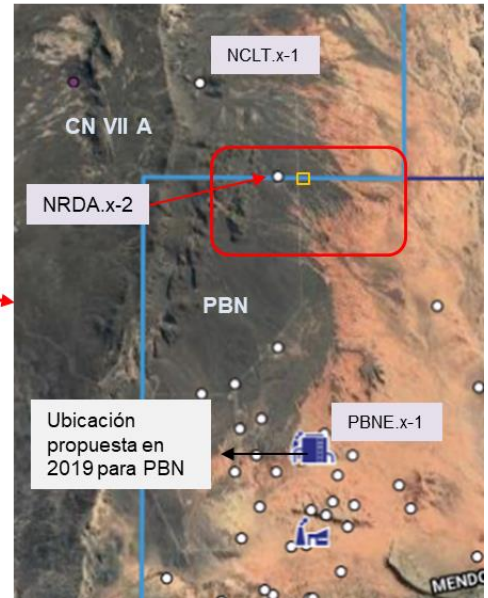 NCLT.x-1
CN VII A
NRDA.x-2
PBN
Ubicación
propuesta en
2019 para PBN
PBNE.x-1
MENDO